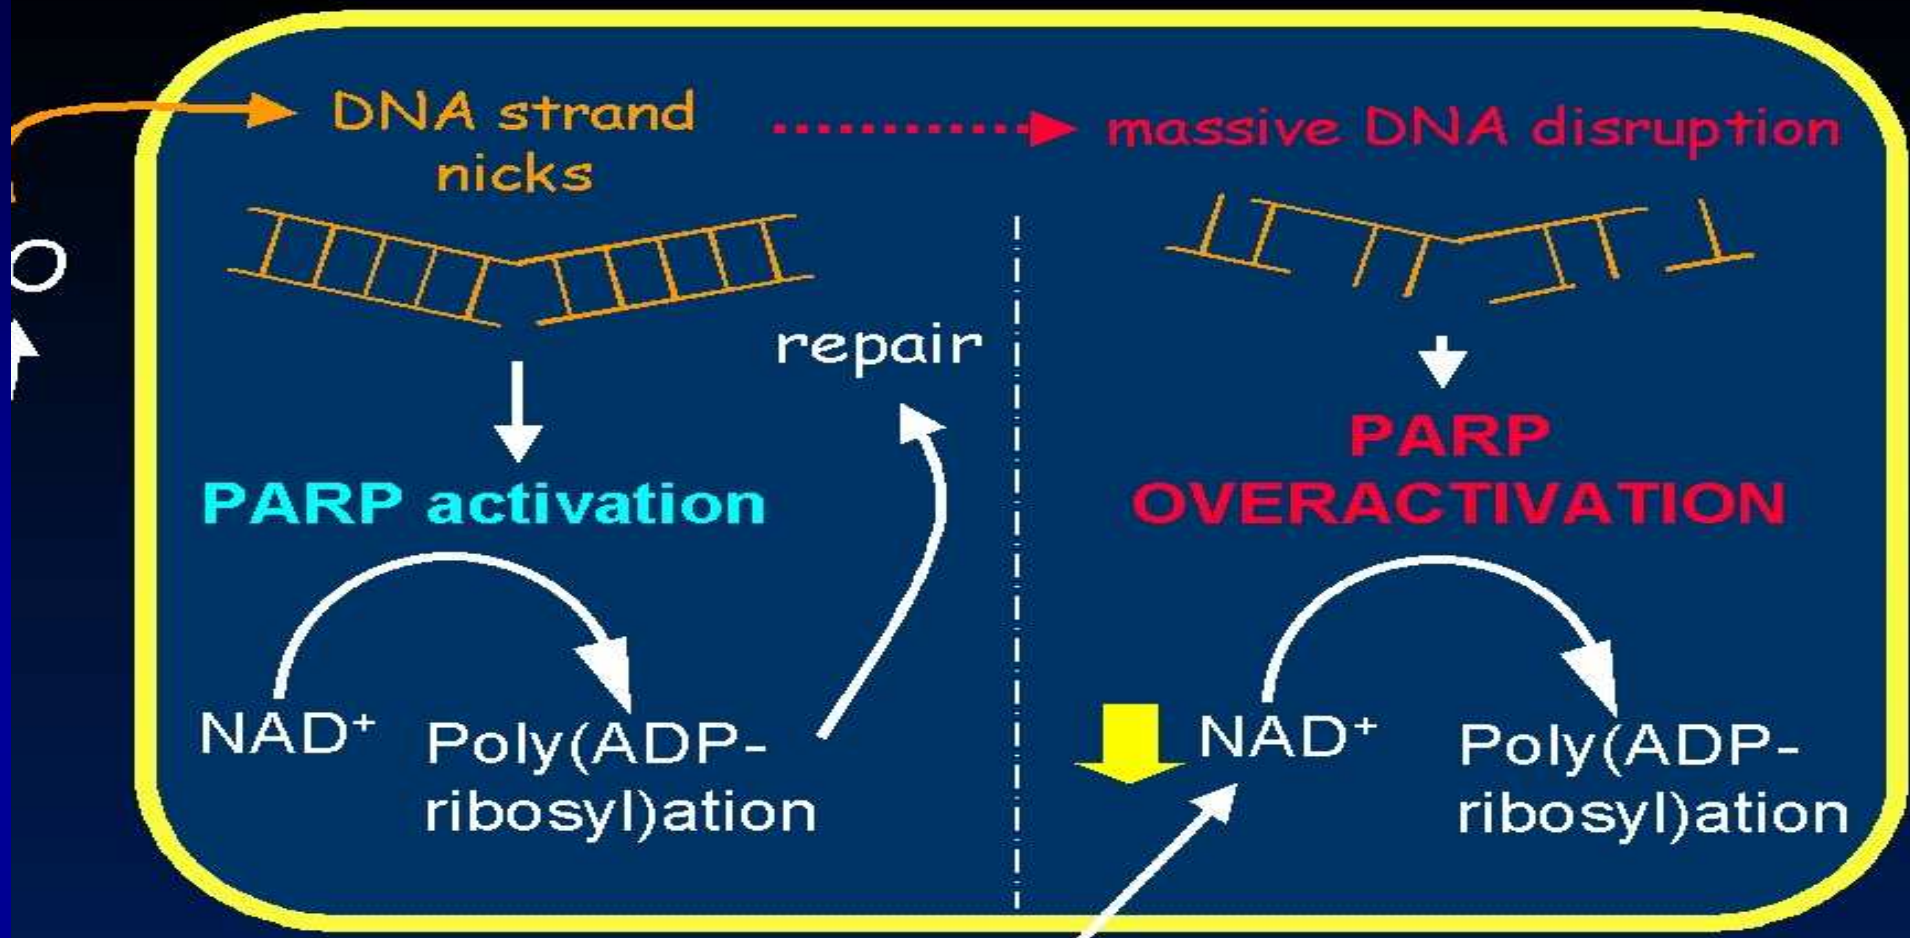 DNA strand
nicks
massive DNA disruption
O
repair
PARP activation
PARP
OVERACTIVATION
NAD⁺
Poly(ADP-
ribosyl)ation
NAD⁺
Poly(ADP-
ribosyl)ation